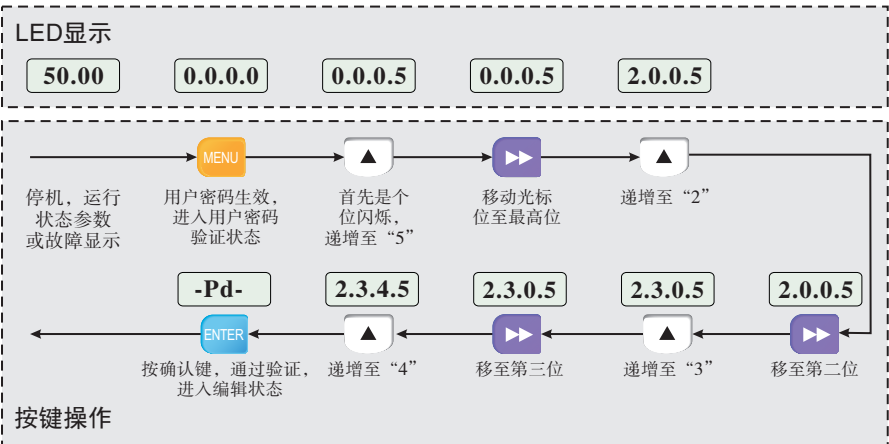 LED显示
50.00 0.0.0.0 0.0.0.5 0.0.0.5 2.0.0.5
MENU
停机，运行
状态参数
或故障显示
用户密码生效，
进入用户密码
验证状态
首先是个
位闪烁，
递增至“5”
移动光标
位至最高位
递增至“2”
-Pd- 2.3.4.5 2.3.0.5 2.3.0.5 2.0.0.5
ENTER
按确认键，通过验证，
进入编辑状态
递增至“4”
移至第三位
递增至“3”
移至第二位
按键操作